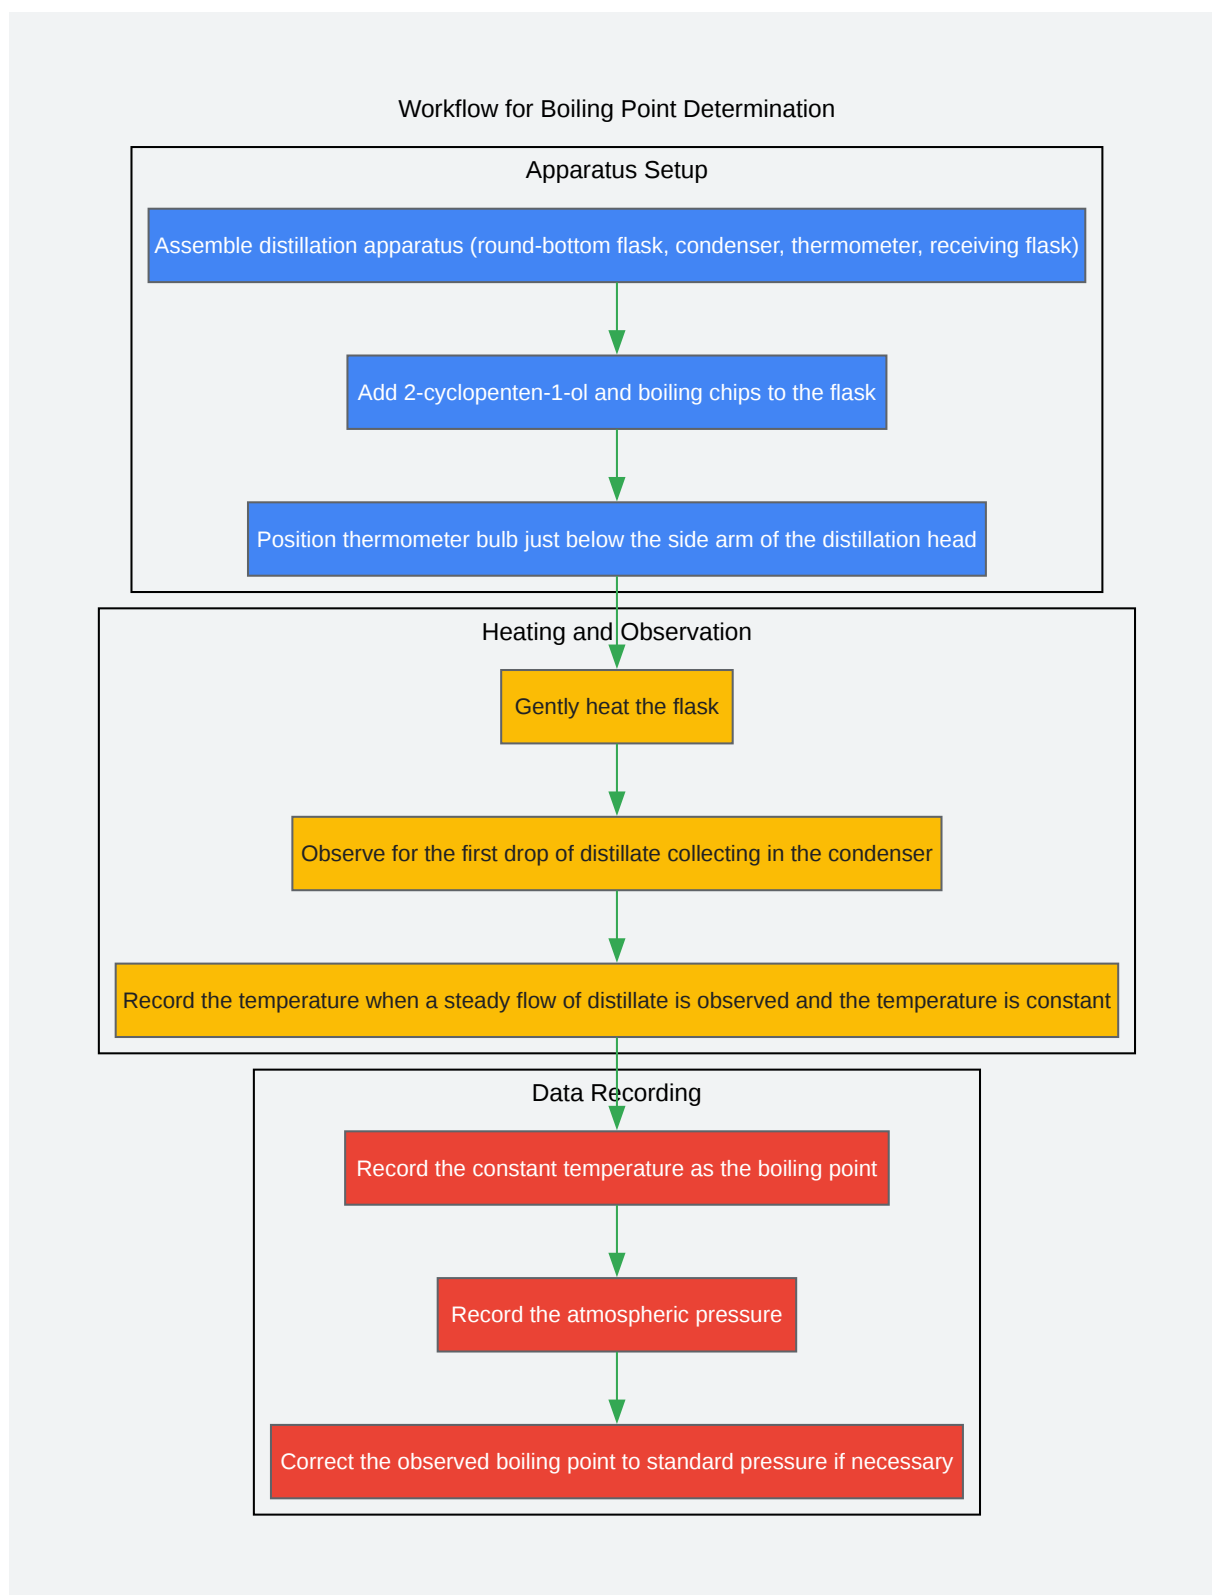 Workflow for Boiling Point Determination
Apparatus Setup
Assemble distillation apparatus (round-bottom flask, condenser, thermometer, receiving flask)
Add 2-cyclopenten-1-ol and boiling chips to the flask
Position thermometer bulb just below the side arm of the distillation head
Heating and Observation
Gently heat the flask
Observe for the first drop of distillate collecting in the condenser
Record the temperature when a steady flow of distillate is observed and the temperature is constant
Data Recording
Record the constant temperature as the boiling point
Record the atmospheric pressure
Correct the observed boiling point to standard pressure if necessary